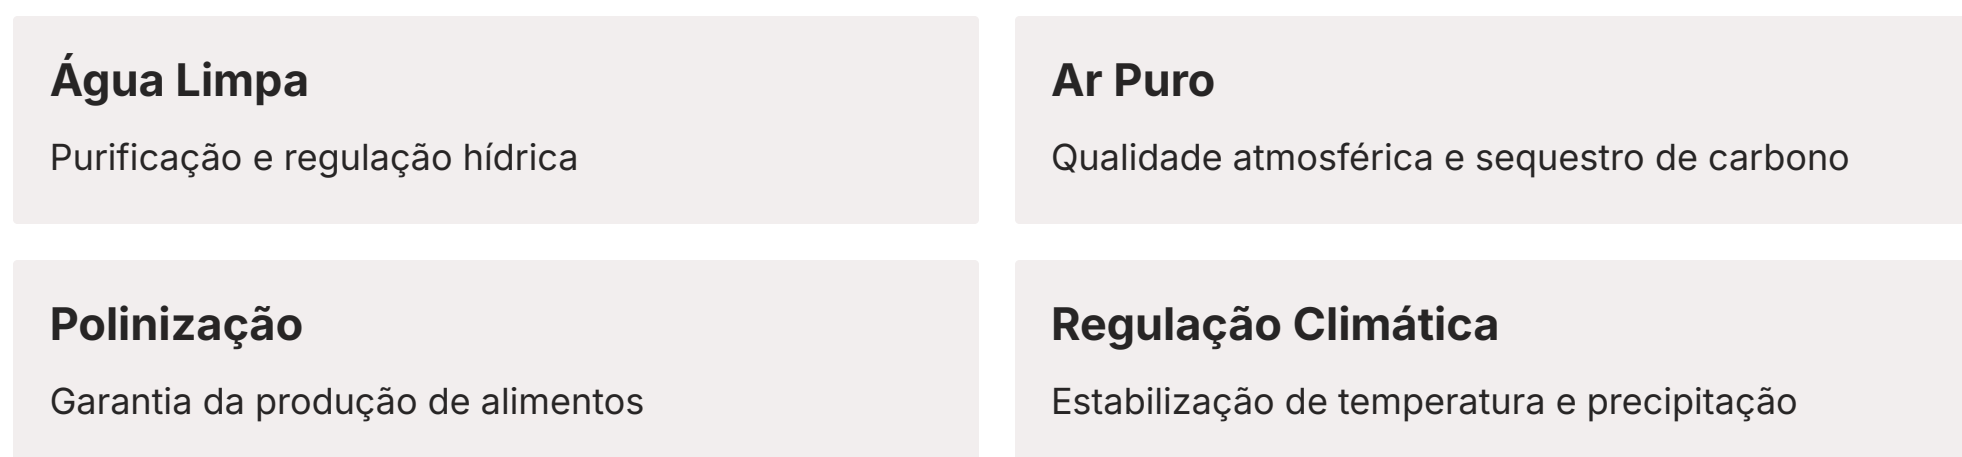 Água Limpa
Purificação e regulação hídrica
Ar Puro
Qualidade atmosférica e sequestro de carbono
Polinização
Garantia da produção de alimentos
Regulação Climática
Estabilização de temperatura e precipitação